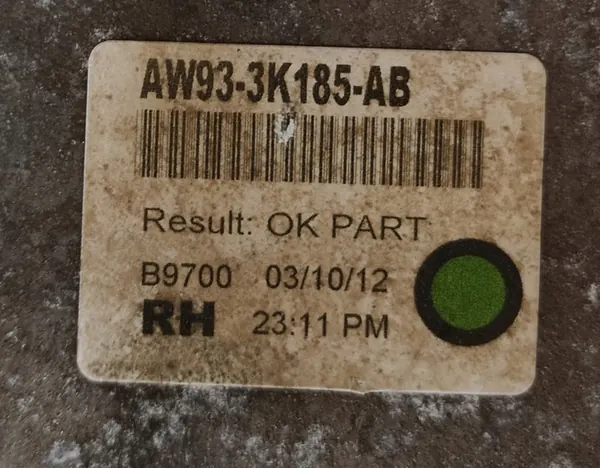 AW93-3K185-AB
Result: OK PART
B9700 03/10/12
RH 23:11 PM